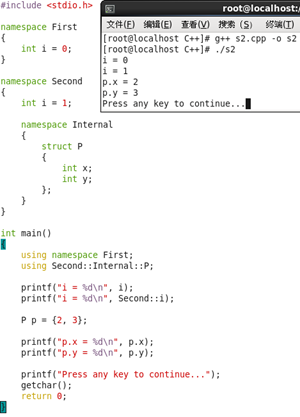 #include <stdio.h>
namespace First
{
    int i = 0;
}
namespace Second
{
    int i = 1;
    namespace Internal
    {
        struct P
        {
            int x;
            int y;
        };
    }
}
int main()
{
    using namespace First;
    using Second::Internal::P;
    printf("i = %d\n", i);
    printf("i = %d\n", Second::i);
    P p = {2, 3};
    printf("p.x = %d\n", p.x);
    printf("p.y = %d\n", p.y);
    printf("Press any key to continue...");
    getchar();
    return 0;
}
root@localhost:
文件(F) 编辑(E) 查看(V) 搜索 (S) 终端(T)
[root@localhost C++]# g++ s2.cpp -o s2
[root@localhost C++]# ./s2
i = 0
i = 1
p.x = 2
p.y = 3
Press any key to continue...